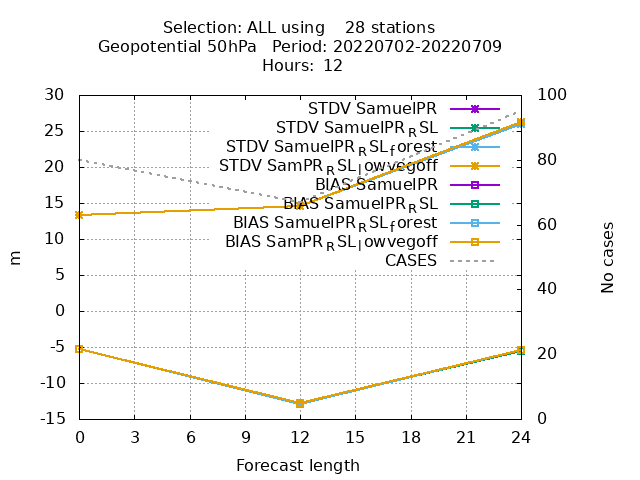 Selection: ALL using    28 stations
Geopotential 50hPa   Period: 20220702-20220709
Hours:  12
30
25
20
15
10
5
0
-5
-10
-15
m
100
80
60
40
20
0
No cases
STDV SamuelPR
STDV SamuelPR_RSL
STDV SamuelPR_RSL_forest
STDV SamPR_RSL_lowvegoff
BIAS SamuelPR
BIAS SamuelPR_RSL
BIAS SamuelPR_RSL_forest
BIAS SamPR_RSL_lowvegoff
CASES
0 3 6 9 12 15 18 21 24
Forecast length